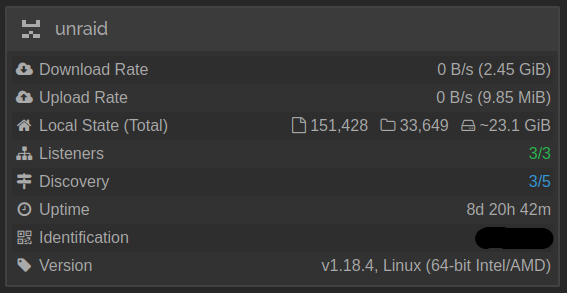 unraid
Download Rate 0 B/s (2.45 GiB)
Upload Rate 0 B/s (9.85 MiB)
Local State (Total) 151,428 33,649 ~23.1 GiB
Listeners 3/3
Discovery 3/5
Uptime 8d 20h 42m
Identification
Version v1.18.4, Linux (64-bit Intel/AMD)